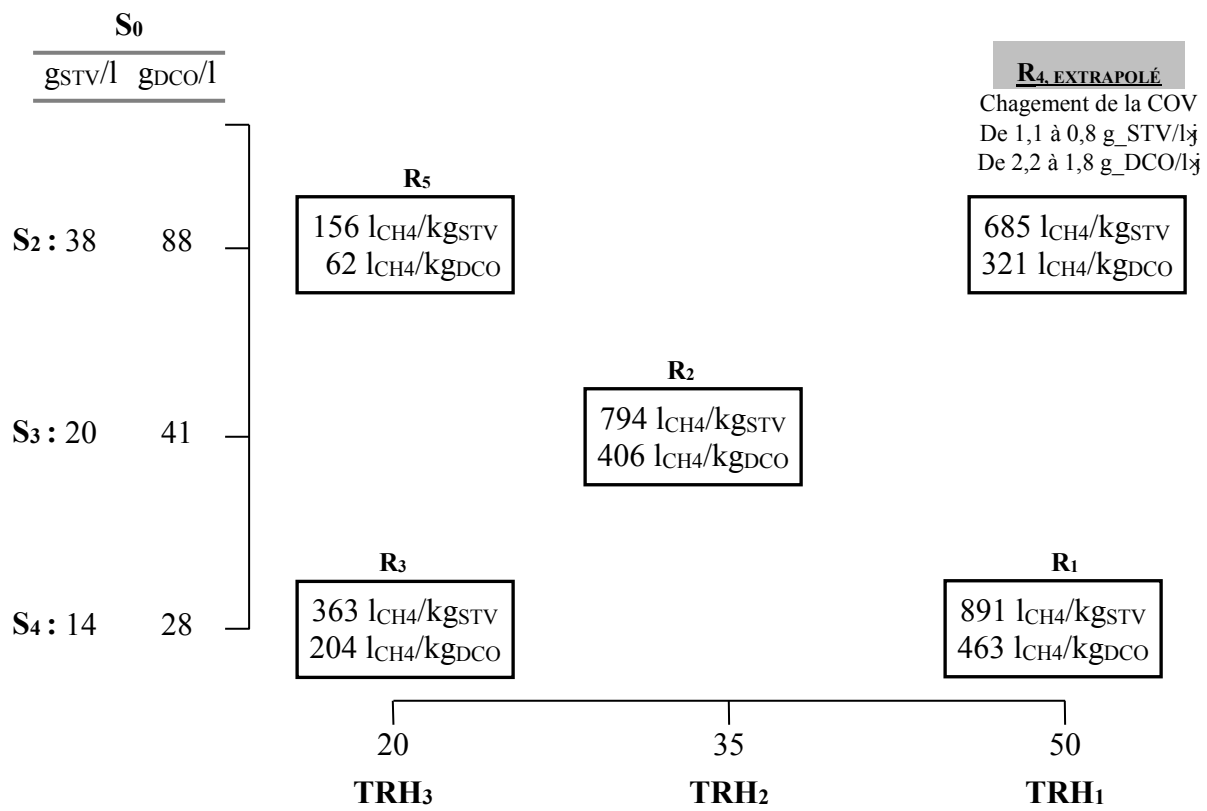 S0
gSTV/l gDCO/l
R4, EXTRAPOLÉ
Chagement de la COV
De 1,1 à 0,8 g_STV/l×j
De 2,2 à 1,8 g_DCO/l×j
R5
S2 : 38 88
156 lCH4/kgSTV
62 lCH4/kgDCO
685 lCH4/kgSTV
321 lCH4/kgDCO
R2
S3 : 20 41
794 lCH4/kgSTV
406 lCH4/kgDCO
R3
R1
S4 : 14 28
363 lCH4/kgSTV
204 lCH4/kgDCO
891 lCH4/kgSTV
463 lCH4/kgDCO
20 35 50
TRH3 TRH2 TRH1